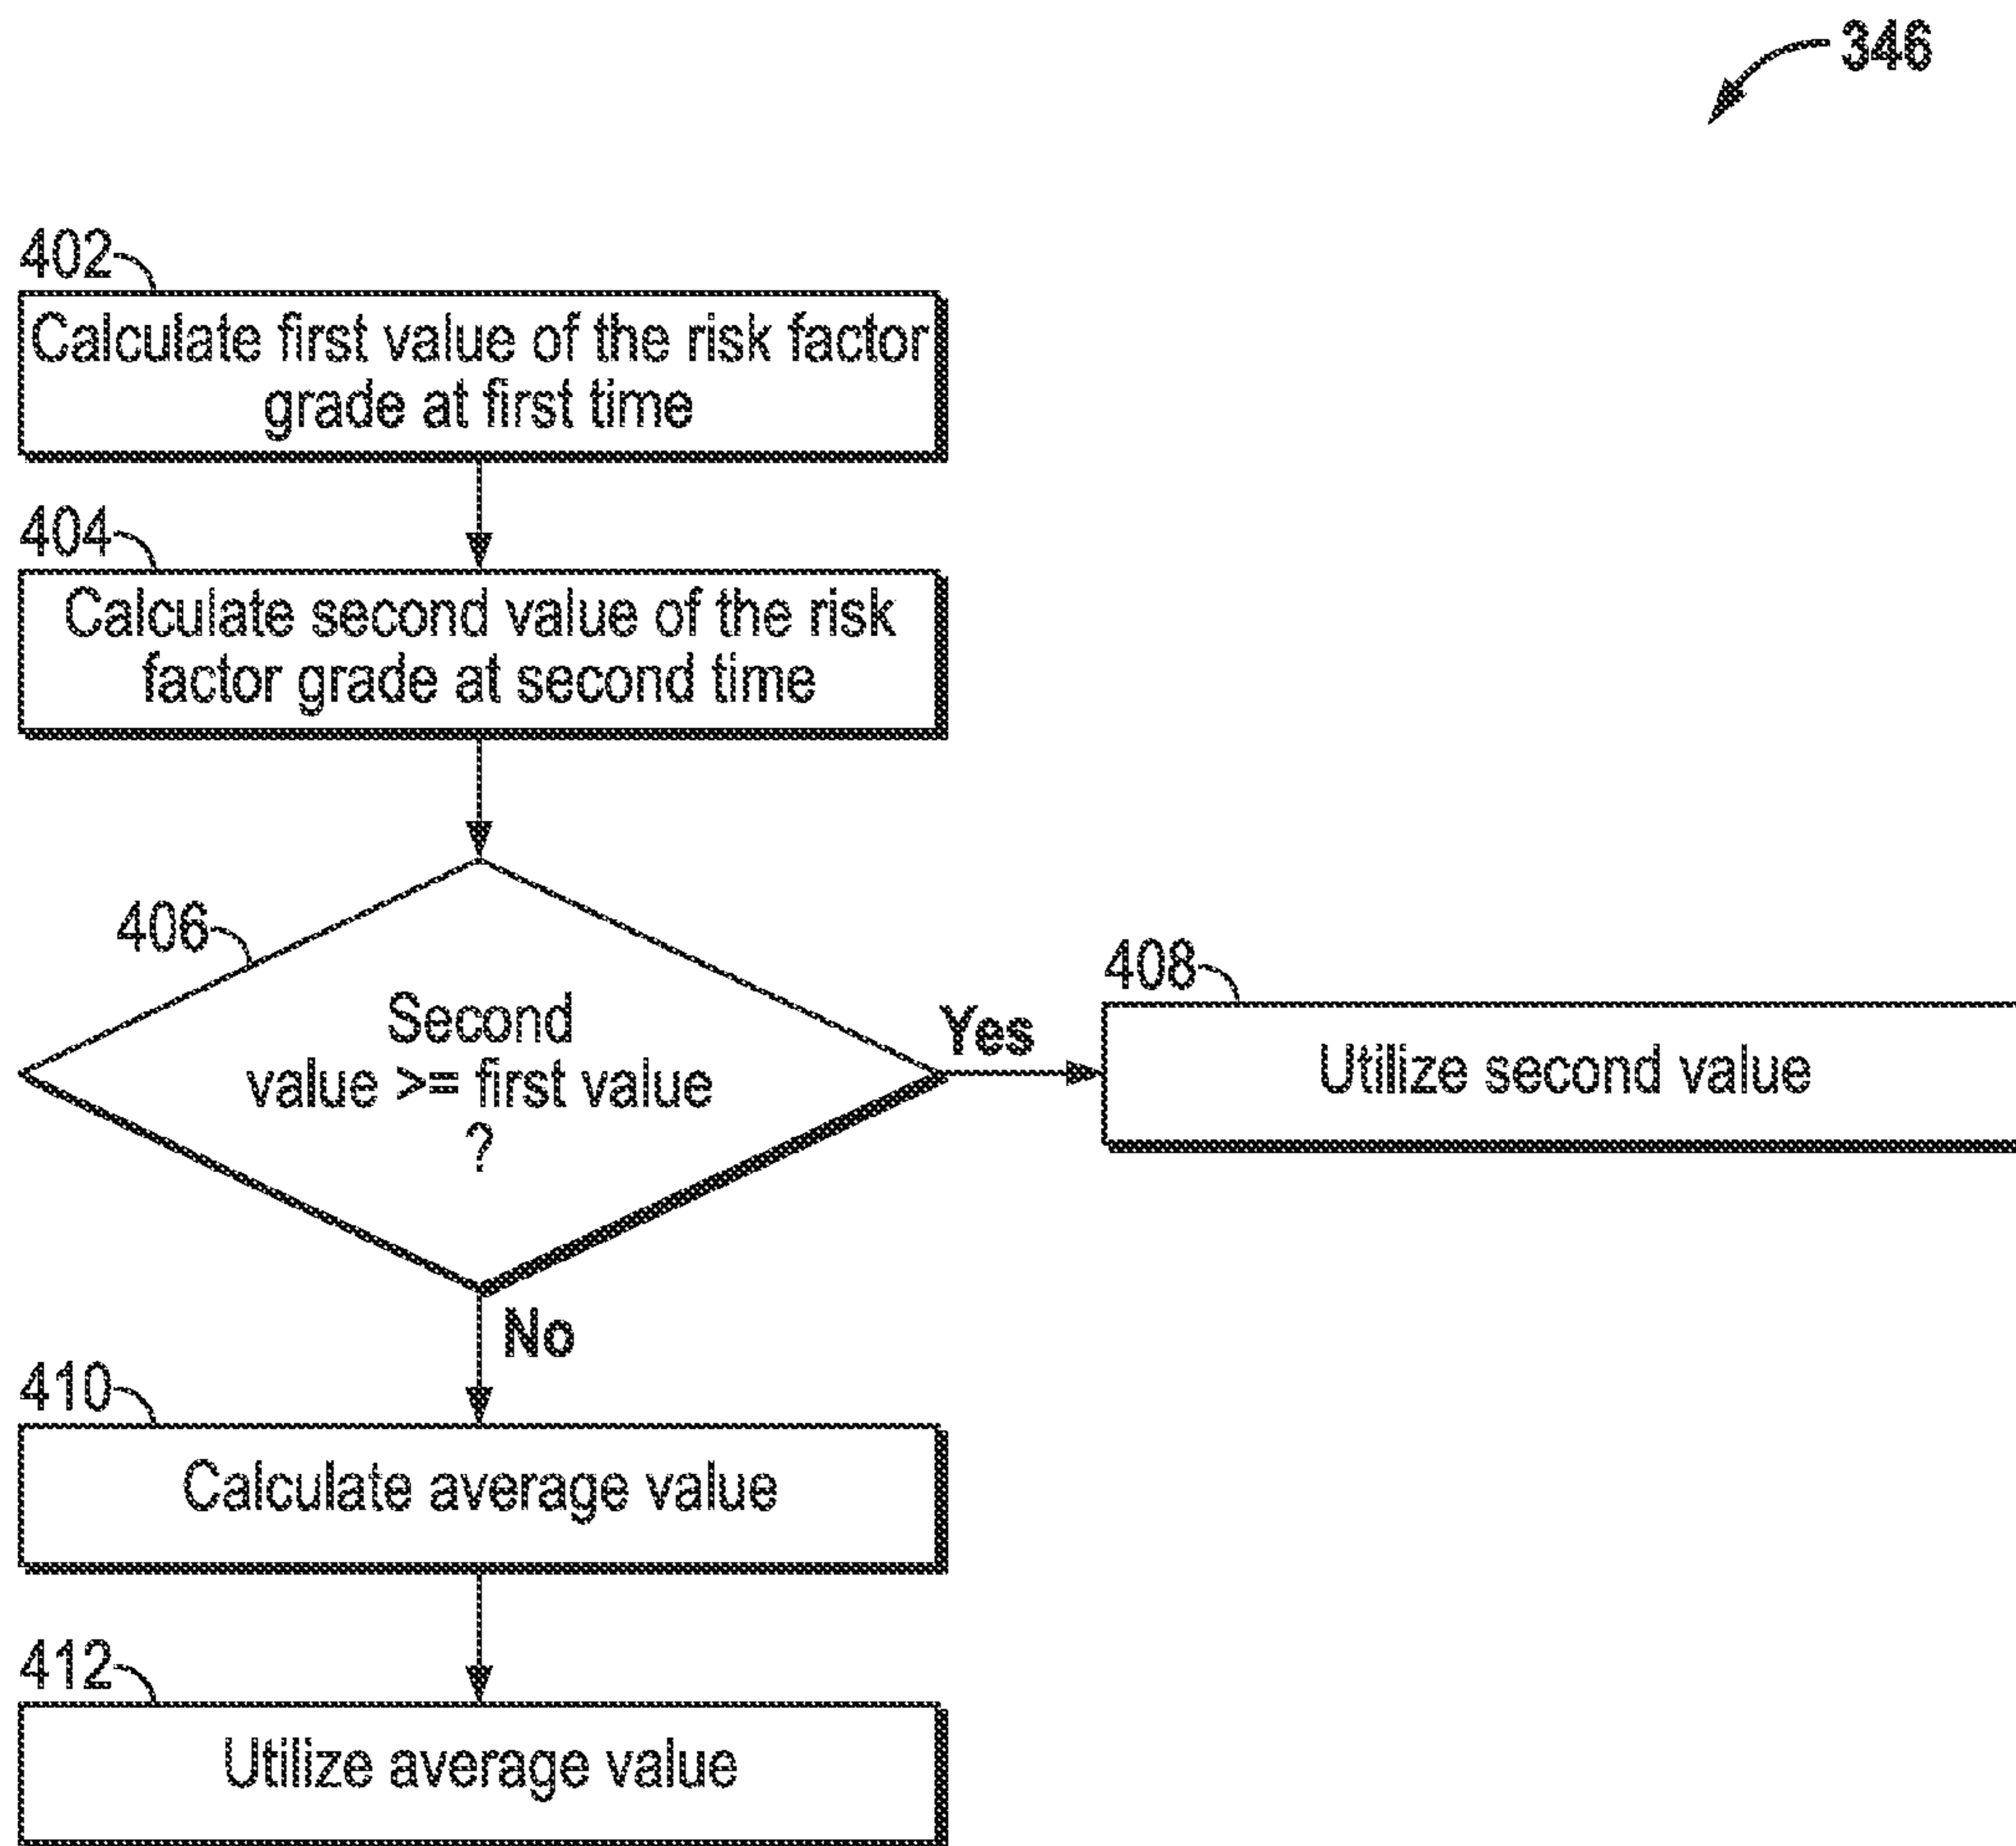 346
402
Calculate first value of the risk factor
grade at first time
404
Calculate second value of the risk
factor grade at second time
406
Second
value >= first value
?
Yes
408
Utilize second value
No
410
Calculate average value
412
Utilize average value